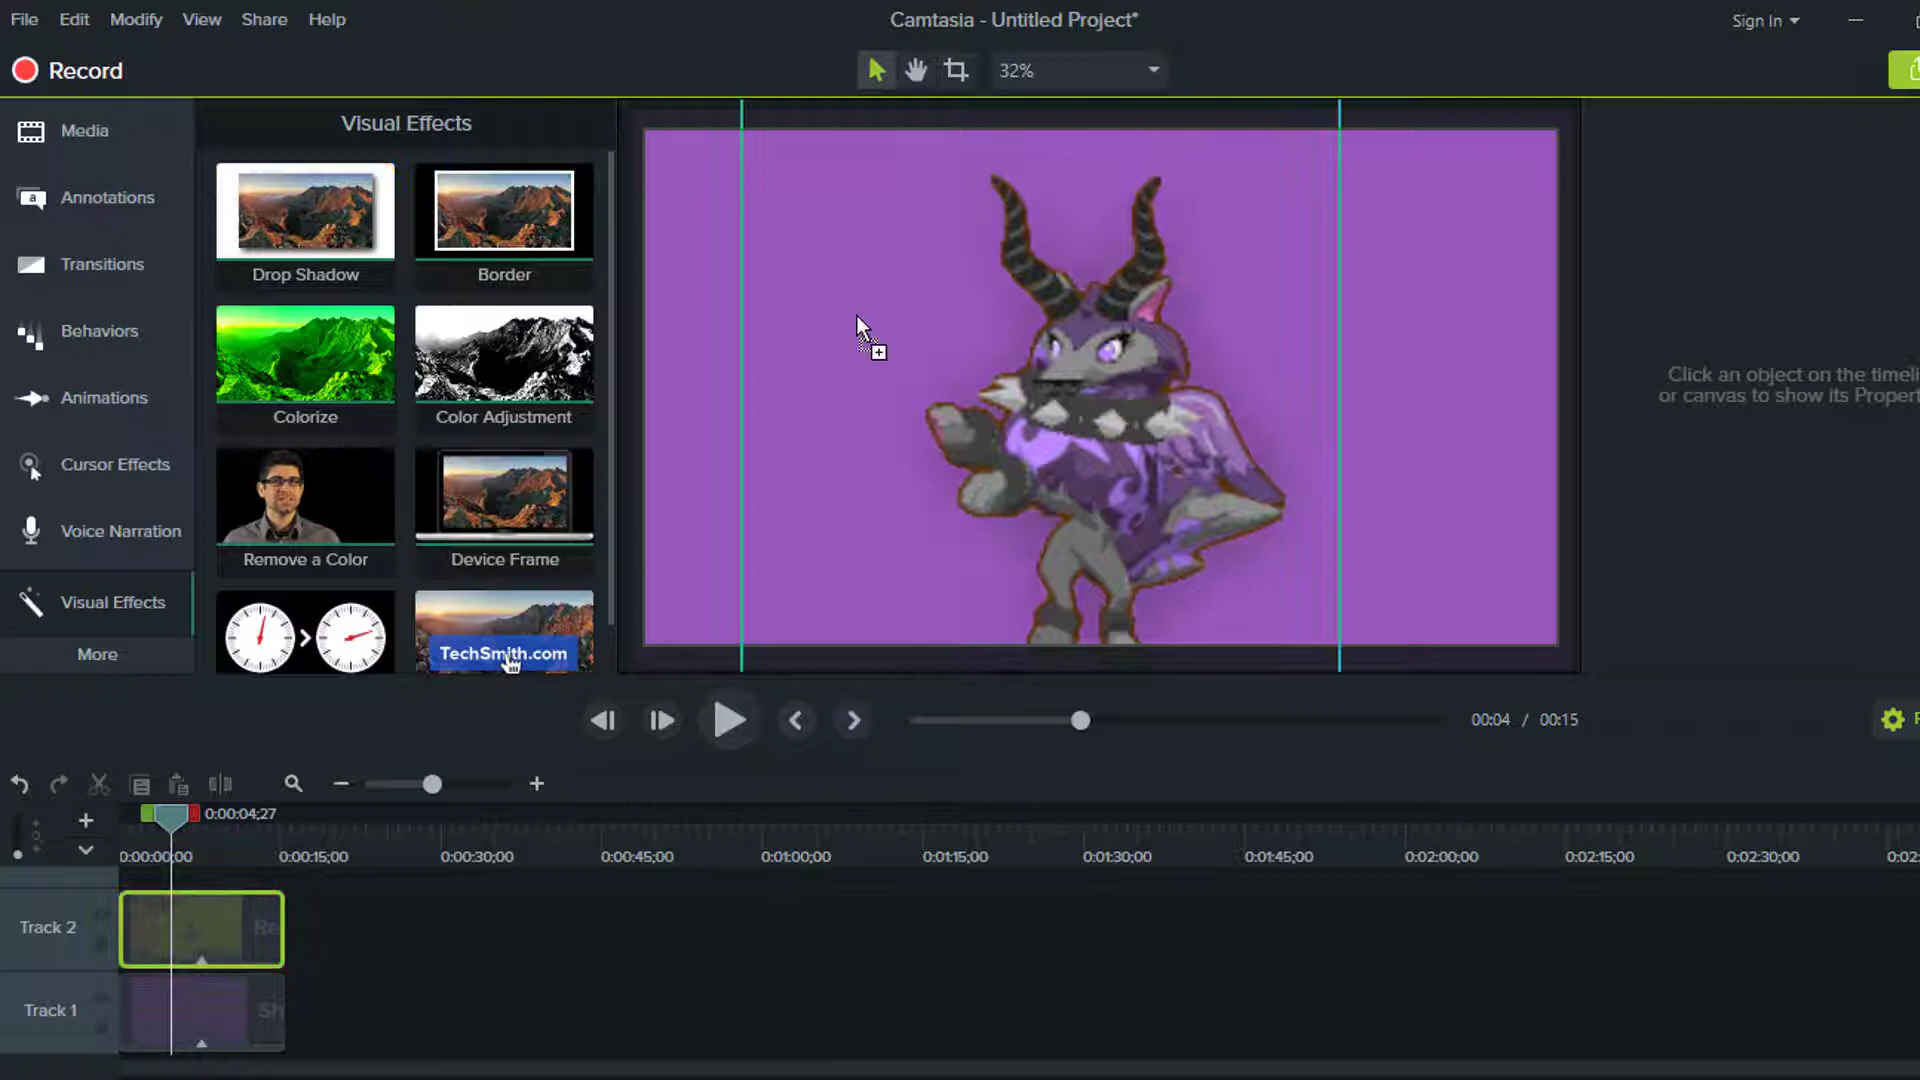 File Edit Modify View Share Help
Camtasia - Untitled Project*
Sign In
Record
32%
Media
Annotations
Transitions
Behaviors
Animations
Cursor Effects
Voice Narration
Visual Effects
More
Visual Effects
Drop Shadow
Border
Colorize
Color Adjustment
Remove a Color
Device Frame
TechSmith.com
Click an object on the timeli
or canvas to show its Propert
00:04 / 00:15
0:00:04;27
0:00:00;00 0:00:15;00 0:00:30;00 0:00:45;00 0:01:00;00 0:01:15;00 0:01:30;00 0:01:45;00 0:02:00;00 0:02:15;00 0:02:30;00 0:02:
Track 2
Re
Track 1
Sh